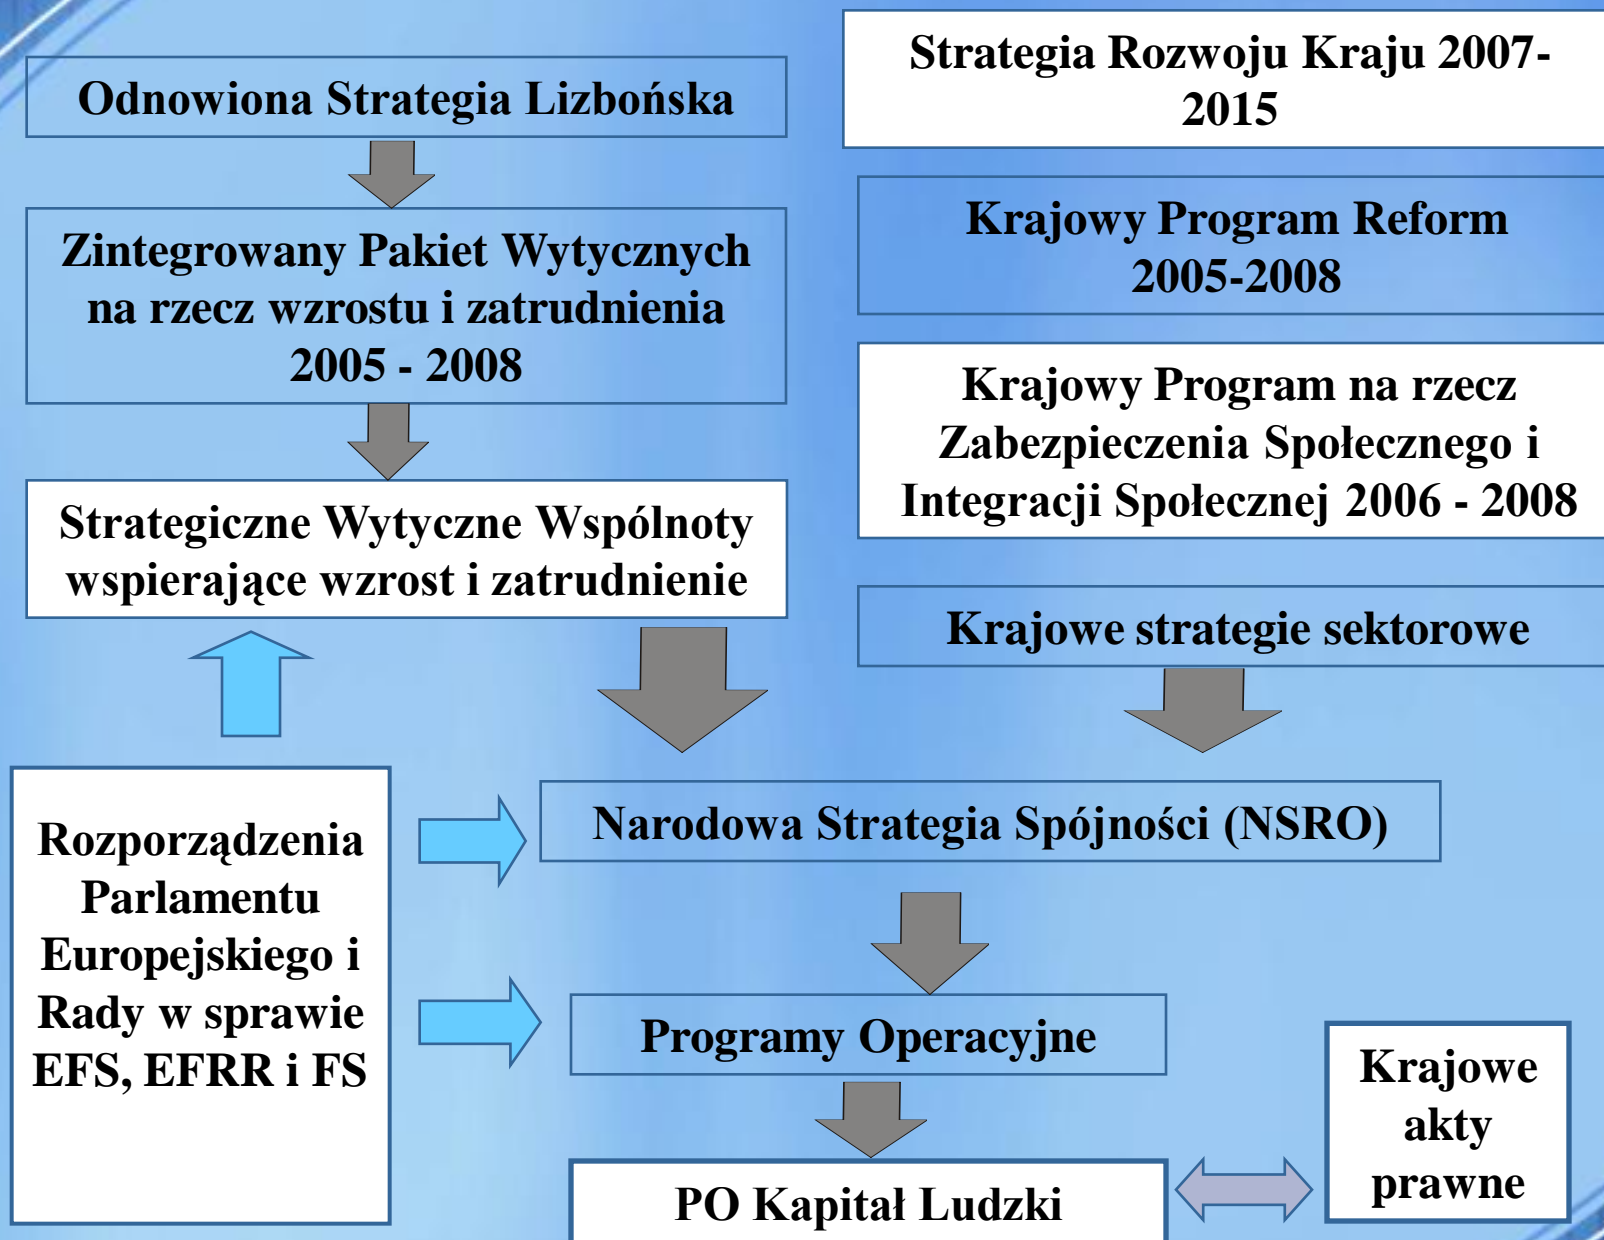 Odnowiona Strategia Lizbońska
Zintegrowany Pakiet Wytycznych
na rzecz wzrostu i zatrudnienia
2005 - 2008
Strategiczne Wytyczne Wspólnoty
wspierające wzrost i zatrudnienie
Strategia Rozwoju Kraju 2007-
2015
Krajowy Program Reform
2005-2008
Krajowy Program na rzecz
Zabezpieczenia Społecznego i
Integracji Społecznej 2006 - 2008
Krajowe strategie sektorowe
Rozporządzenia
Parlamentu
Europejskiego i
Rady w sprawie
EFS, EFRR i FS
Narodowa Strategia Spójności (NSRO)
Programy Operacyjne
PO Kapitał Ludzki
Krajowe
akty
prawne